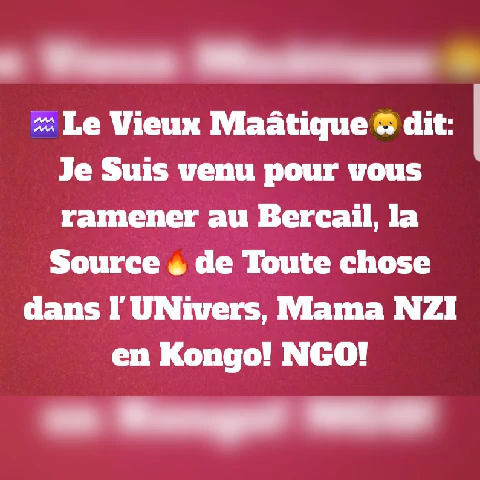 ♒Le Vieux Maâtique🦁dit:
Je Suis venu pour vous
ramener au Bercail, la
Source🔥de Toute chose
dans l'UNivers, Mama NZI
en Kongo! NGO!